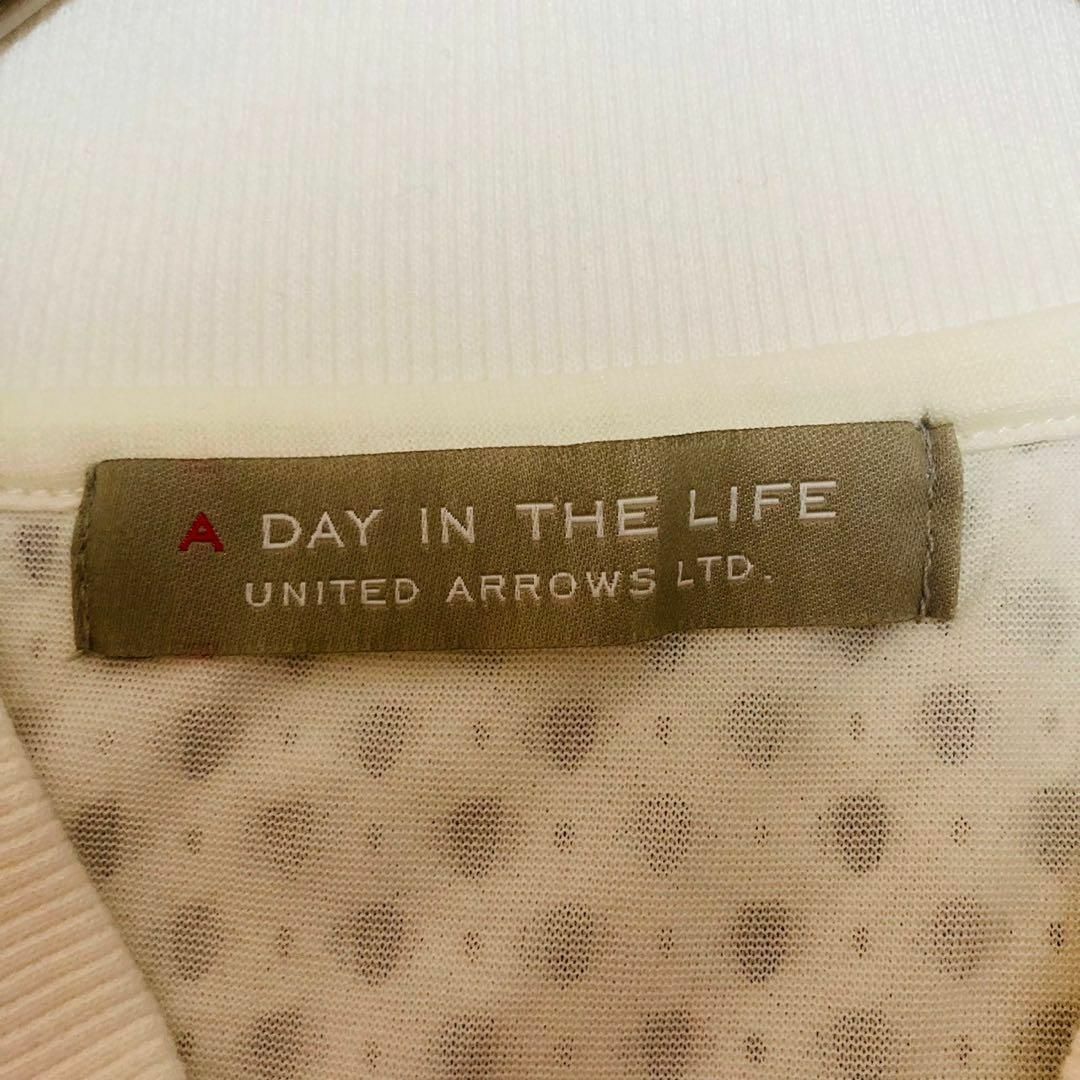 A DAY IN THE LIFE
UNITED ARROWS LTD.